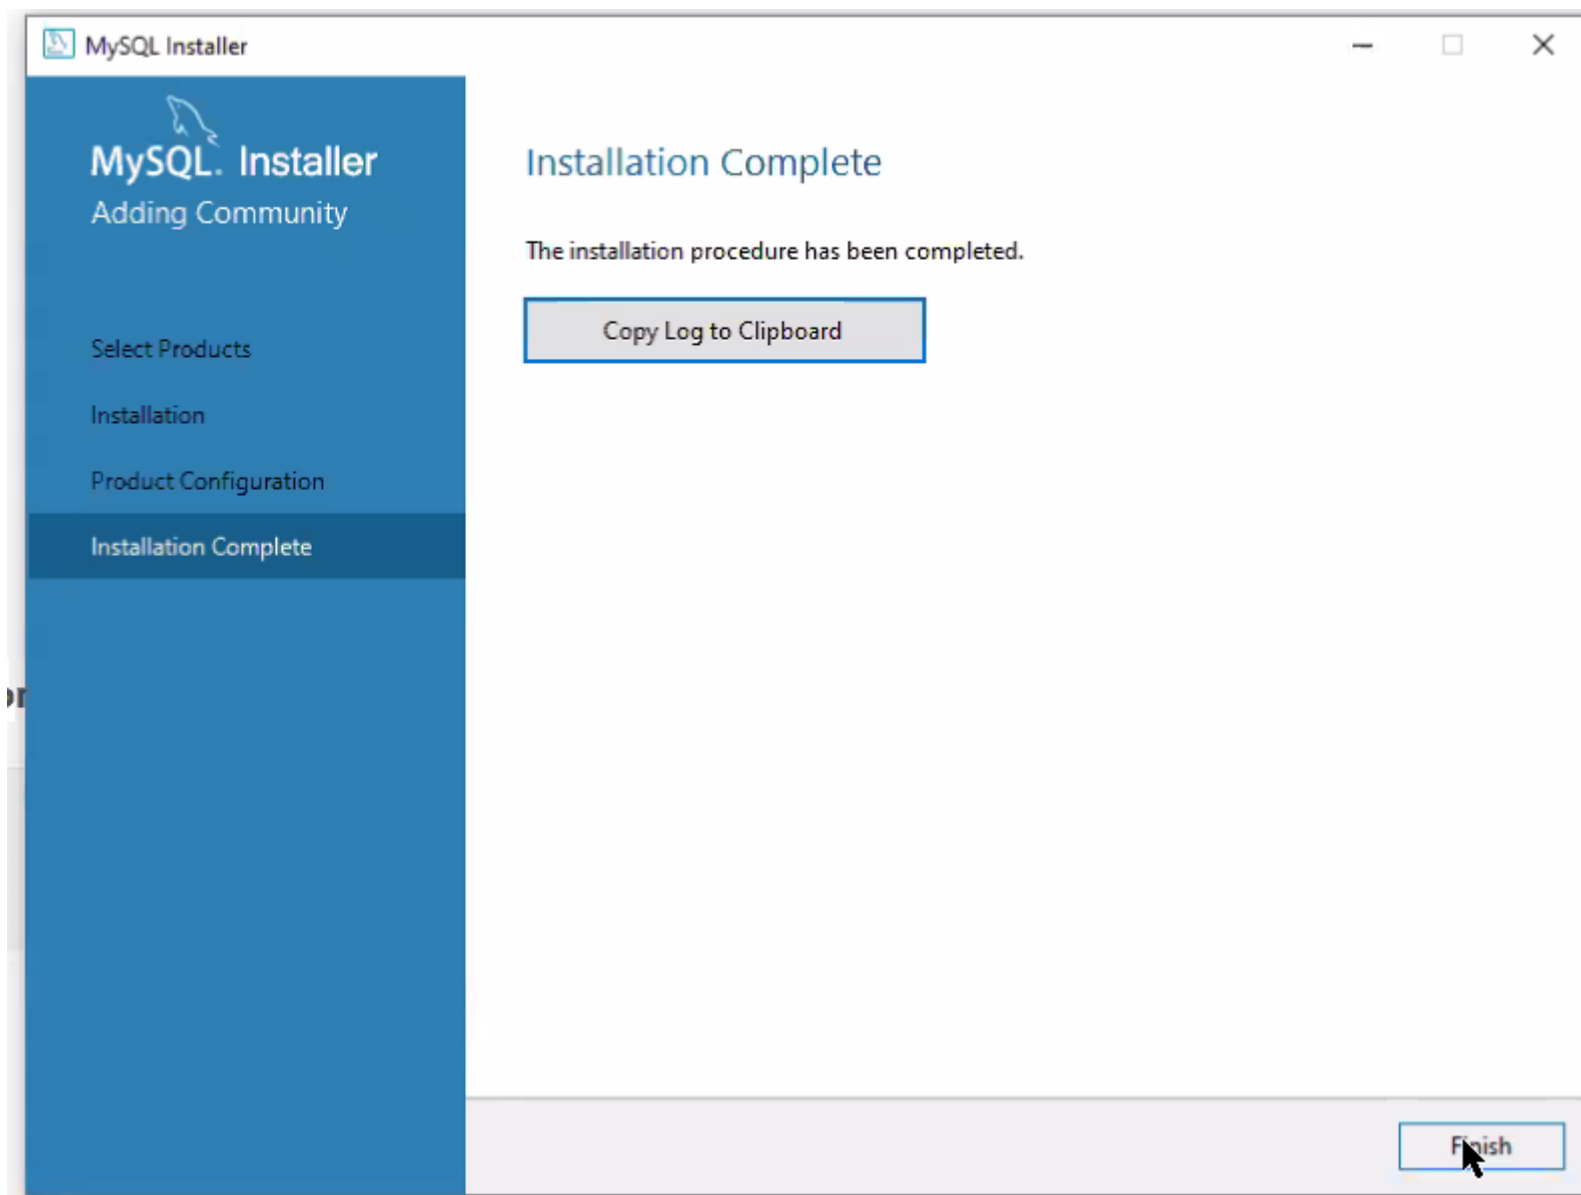 MySQL Installer
MySQL. Installer
Adding Community
Select Products
Installation
Product Configuration
Installation Complete
Installation Complete
The installation procedure has been completed.
Copy Log to Clipboard
Finish